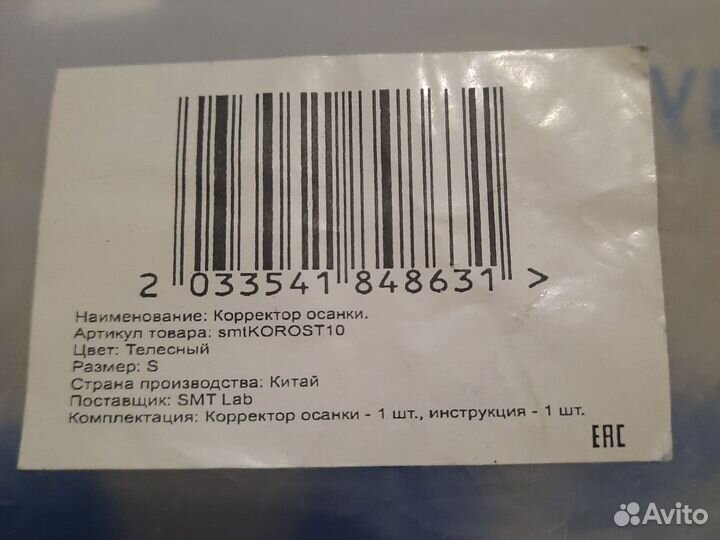 2 033541 848631 >
Наименование: Корректор осанки.
Артикул товара: smtKOROST10
Цвет: Телесный
Размер: S
Страна производства: Китай
Поставщик: SMT Lab
Комплектация: Корректор осанки - 1 шт., инструкция - 1 шт.
EAC
Avito